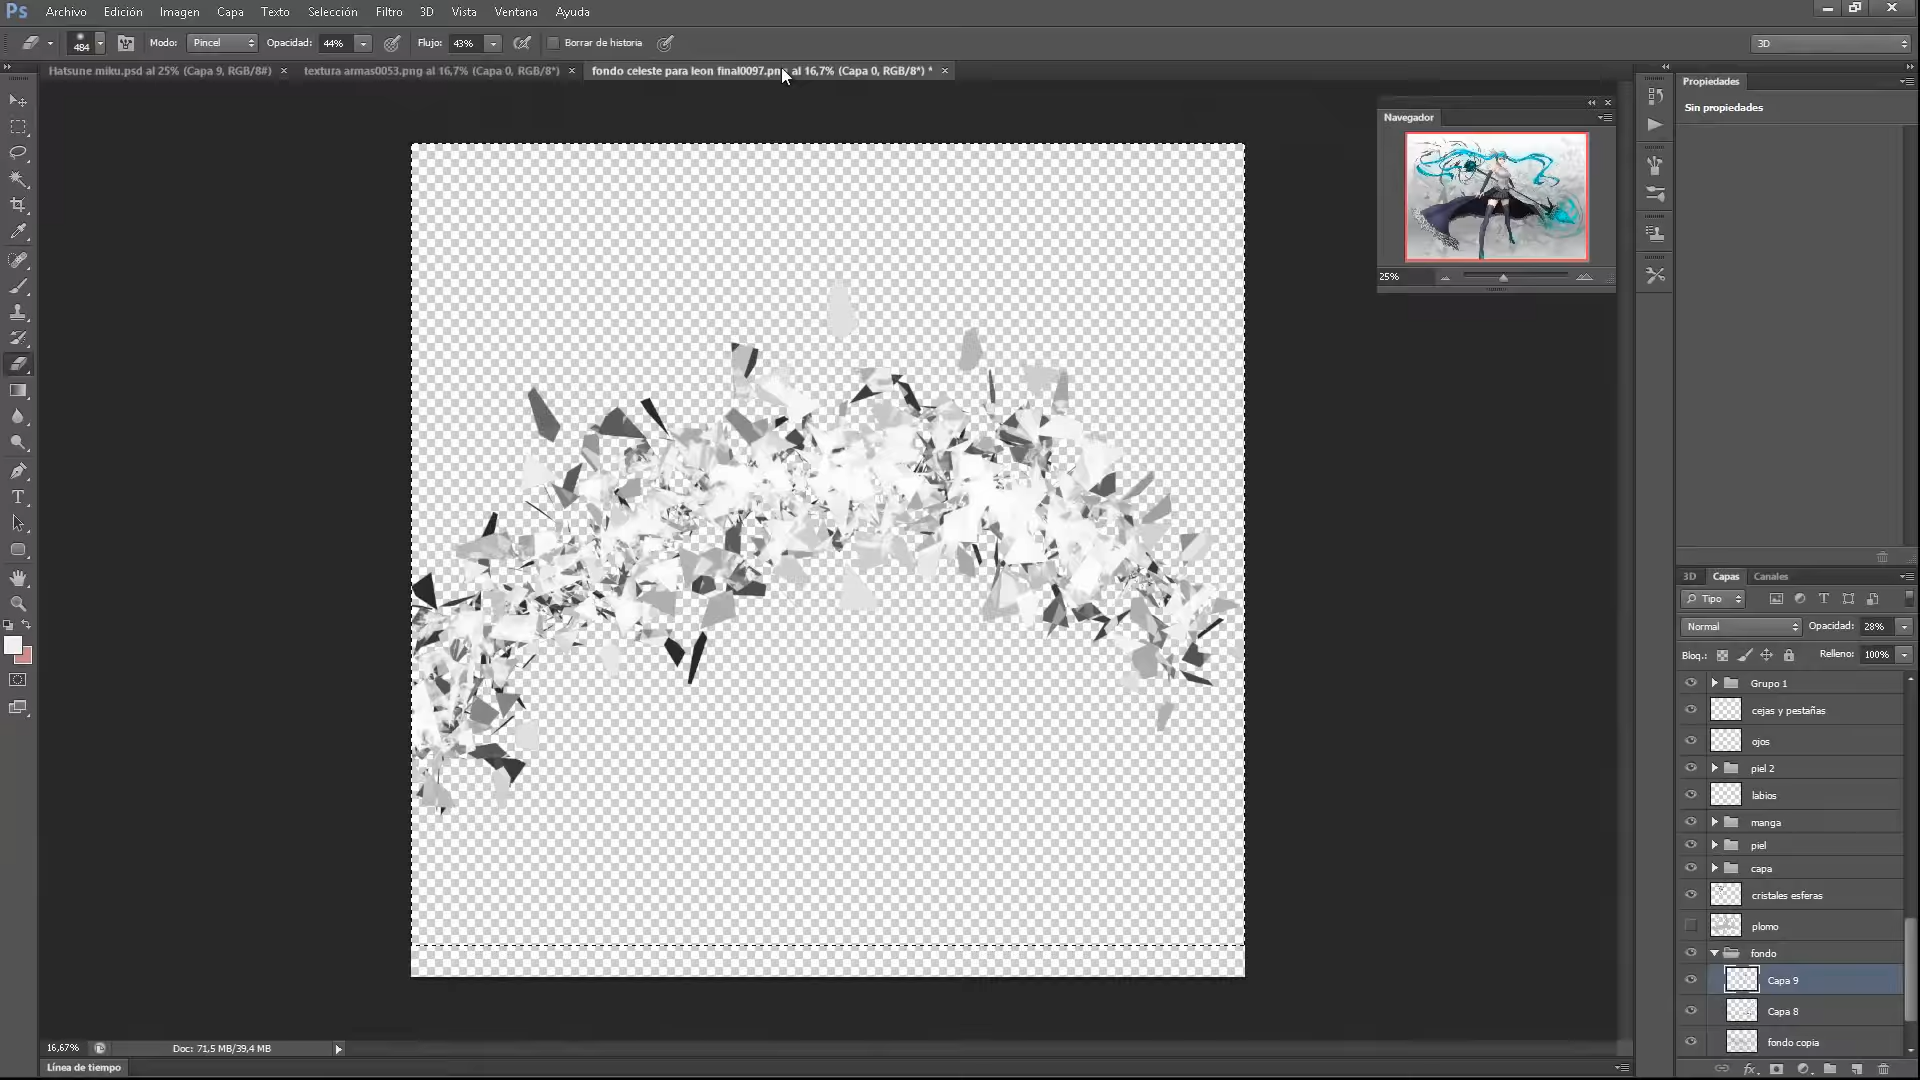 Ps Archivo Edición Imagen Capa Texto Selección Filtro 3D Vista Ventana Ayuda
484 Modo: Pincel Opacidad: 44% Flujo: 43% Borrar de historia 3D
Hatsune miku.psd al 25% (Capa 9, RGB/8#) × textura armas0053.png al 16,7% (Capa 0, RGB/8*) × fondo celeste para leon final0097.png al 16,7% (Capa 0, RGB/8*) * ×
Propiedades
Sin propiedades
Navegador
25%
3D Capas Canales
Tipo
Normal Opacidad: 28%
Bloq.: Relleno: 100%
Grupo 1
cejas y pestañas
ojos
piel 2
labios
manga
piel
capa
cristales esferas
plomo
fondo
Capa 9
Capa 8
fondo copia
16,67% Doc: 71,5 MB/39,4 MB
Línea de tiempo